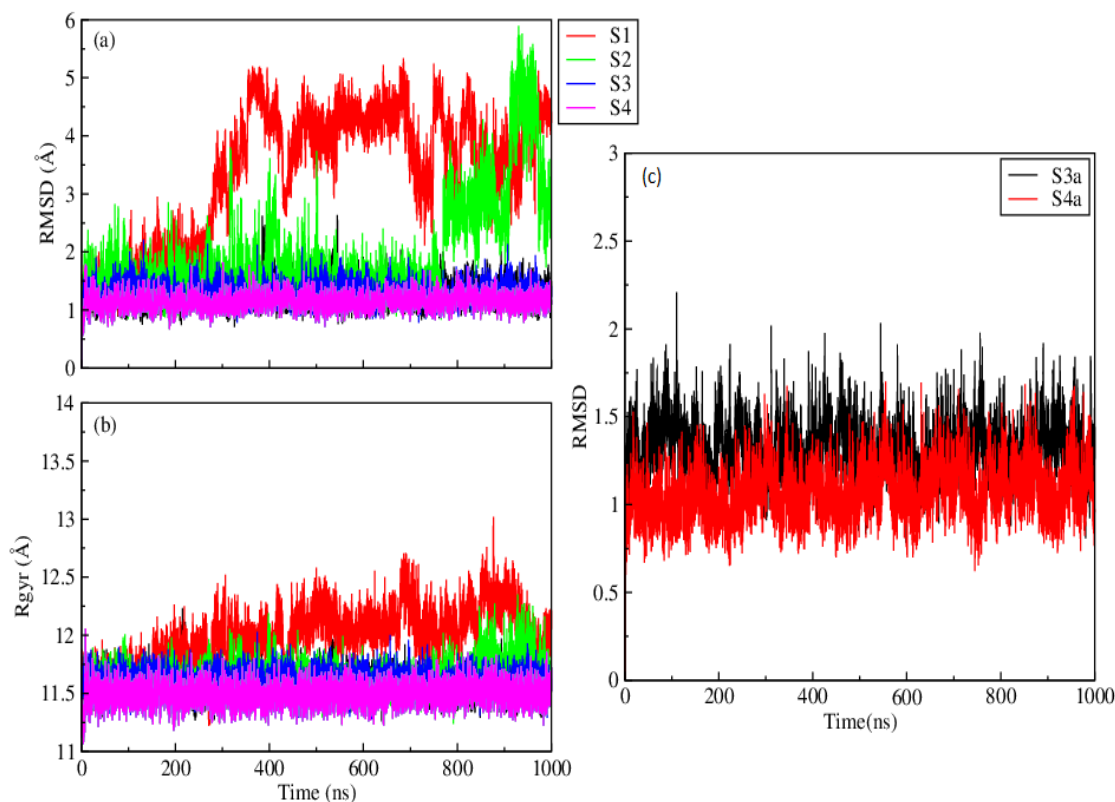 (a)
6
5
4
3
2
1
0
RMSD (Å)
S1
S2
S3
S4
(b)
14
13.5
13
12.5
12
11.5
11
Rgyr (Å)
0 200 400 600 800 1000
Time (ns)
(c)
3
2.5
2
1.5
1
0.5
0
RMSD
S3a
S4a
0 200 400 600 800 1000
Time(ns)